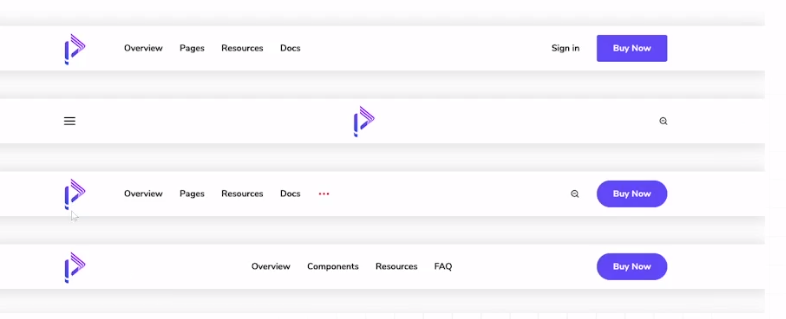 Overview Pages Resources Docs Sign in Buy Now
Overview Pages Resources Docs ••• Buy Now
Overview Components Resources FAQ Buy Now